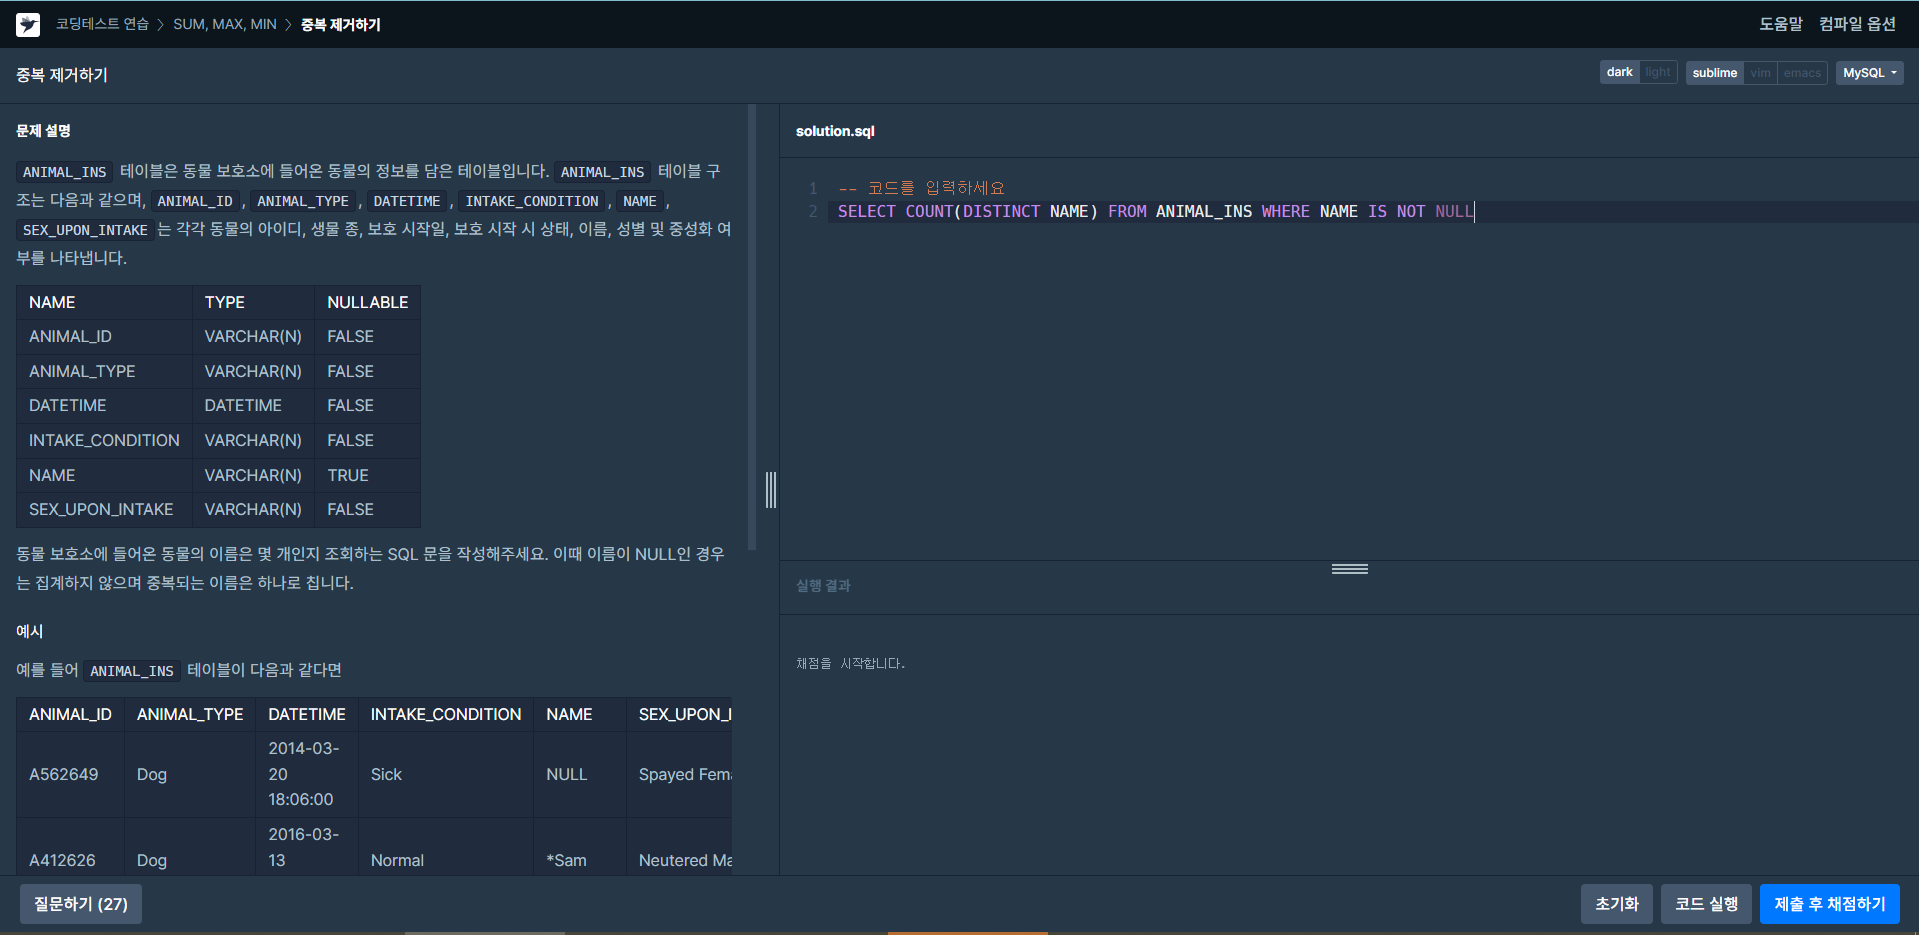 코딩테스트 연습 > SUM, MAX, MIN > 중복 제거하기
도움말 컴파일 옵션
중복 제거하기
dark light sublime vim emacs MySQL
문제 설명
ANIMAL_INS 테이블은 동물 보호소에 들어온 동물의 정보를 담은 테이블입니다. ANIMAL_INS 테이블 구
조는 다음과 같으며, ANIMAL_ID , ANIMAL_TYPE , DATETIME , INTAKE_CONDITION , NAME ,
SEX_UPON_INTAKE 는 각각 동물의 아이디, 생물 종, 보호 시작일, 보호 시작 시 상태, 이름, 성별 및 중성화 여
부를 나타냅니다.
NAME TYPE NULLABLE
ANIMAL_ID VARCHAR(N) FALSE
ANIMAL_TYPE VARCHAR(N) FALSE
DATETIME DATETIME FALSE
INTAKE_CONDITION VARCHAR(N) FALSE
NAME VARCHAR(N) TRUE
SEX_UPON_INTAKE VARCHAR(N) FALSE
동물 보호소에 들어온 동물의 이름은 몇 개인지 조회하는 SQL 문을 작성해주세요. 이때 이름이 NULL인 경우
는 집계하지 않으며 중복되는 이름은 하나로 칩니다.
예시
예를 들어 ANIMAL_INS 테이블이 다음과 같다면
ANIMAL_ID ANIMAL_TYPE DATETIME INTAKE_CONDITION NAME SEX_UPON_I
A562649 Dog 2014-03-
20
18:06:00 Sick NULL Spayed Fema
A412626 Dog 2016-03-
13 Normal *Sam Neutered Ma
질문하기 (27)
solution.sql
1 -- 코드를 입력하세요
2 SELECT COUNT(DISTINCT NAME) FROM ANIMAL_INS WHERE NAME IS NOT NULL
실행 결과
채점을 시작합니다.
초기화 코드 실행 제출 후 채점하기